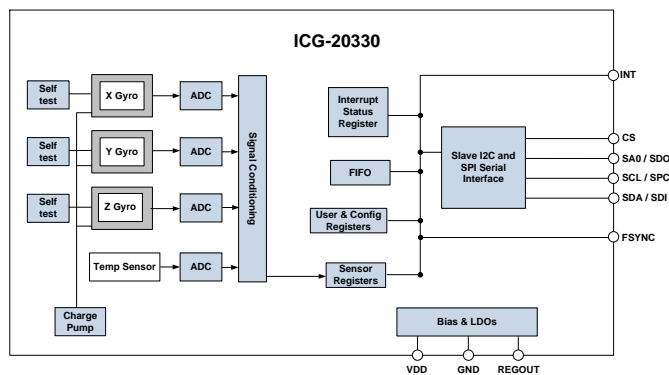 ICG-20330
Self
test
X Gyro
ADC
Self
test
Y Gyro
ADC
Self
test
Z Gyro
ADC
Temp Sensor
ADC
Charge
Pump
Signal Conditioning
Interrupt
Status
Register
FIFO
User & Config
Registers
Sensor
Registers
Slave I2C and
SPI Serial
Interface
Bias & LDOs
INT
CS
SA0 / SDO
SCL / SPC
SDA / SDI
FSYNC
VDD
GND
REGOUT